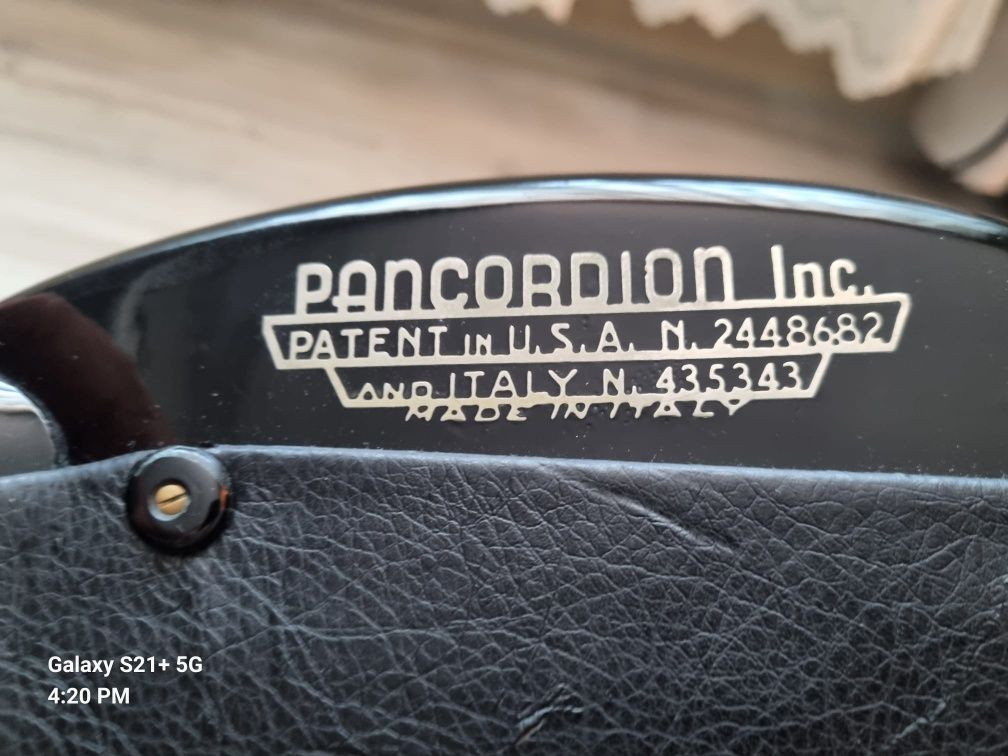 PANCORDION Inc.
PATENT IN U.S.A. N. 2448682
AND ITALY N. 435343
MADE IN ITALY
Galaxy S21+ 5G
4:20 PM